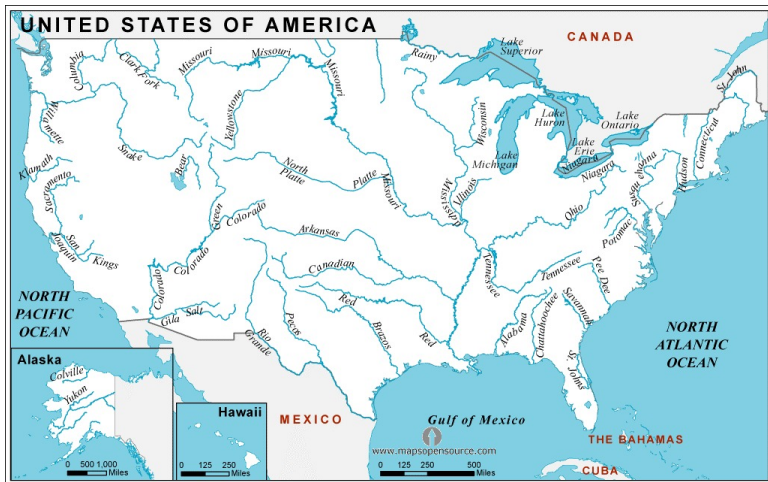 UNITED STATES OF AMERICA
CANADA
Lake
Superior
Rainy
Columbia
Clark Fork
Missouri
Missouri
Missouri
St. John
Yellowstone
Willamette
Wisconsin
Lake
Huron
Lake
Ontario
Lake
Michigan
Lake
Erie
Niagara
Niagara
Connecticut
Hudson
Susquehanna
Klamath
Sacramento
Snake
Bear
North
Platte
Platte
Missouri
Mississippi
Illinois
Ohio
Potomac
Green
Colorado
Arkansas
San
Joaquin
Kings
Colorado
Colorado
Canadian
Tennessee
Tennessee
Pee Dee
NORTH
PACIFIC
OCEAN
Gila
Salt
Rio
Grande
Pecos
Red
Brazos
Red
Alabama
Chattahoochee
Savannah
St. Johns
NORTH
ATLANTIC
OCEAN
Alaska
Colville
Yukon
0 500 1,000
Miles
Hawaii
0 125 250
Miles
MEXICO
Gulf of Mexico
www.mapsopensource.com
0 125 250 500
Miles
THE BAHAMAS
CUBA